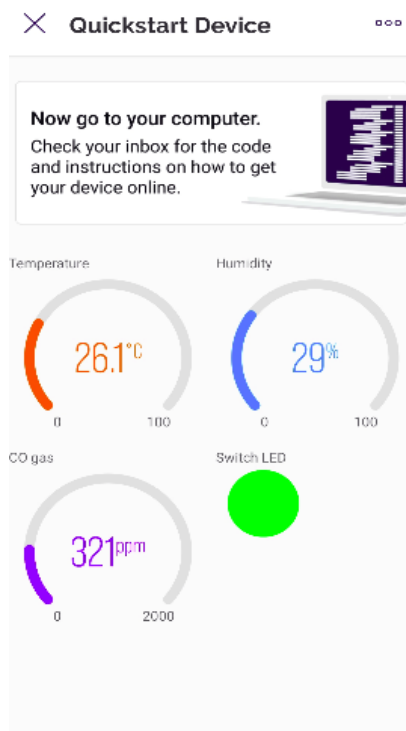 Quickstart Device
Now go to your computer.
Check your inbox for the code
and instructions on how to get
your device online.
Temperature
Humidity
26.1°C
29%
0
100
0
100
CO gas
Switch LED
321ppm
0
2000